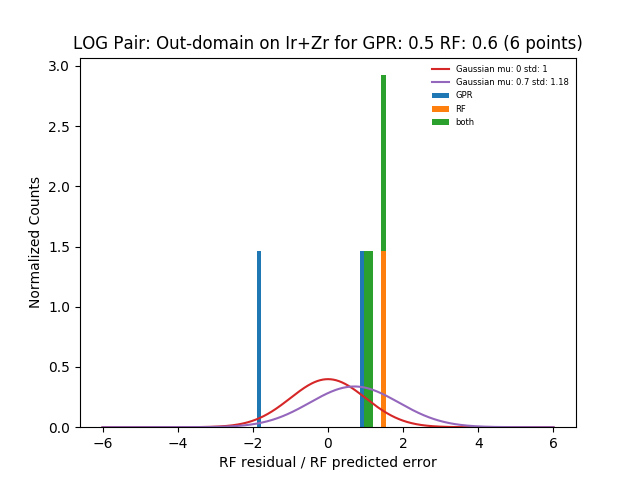 LOG Pair: Out-domain on Ir+Zr for GPR: 0.5 RF: 0.6 (6 points)
Gaussian mu: 0 std: 1
Gaussian mu: 0.7 std: 1.18
GPR
RF
both
Normalized Counts
3.0
2.5
2.0
1.5
1.0
0.5
0.0
−6
−4
−2
0
2
4
6
RF residual / RF predicted error